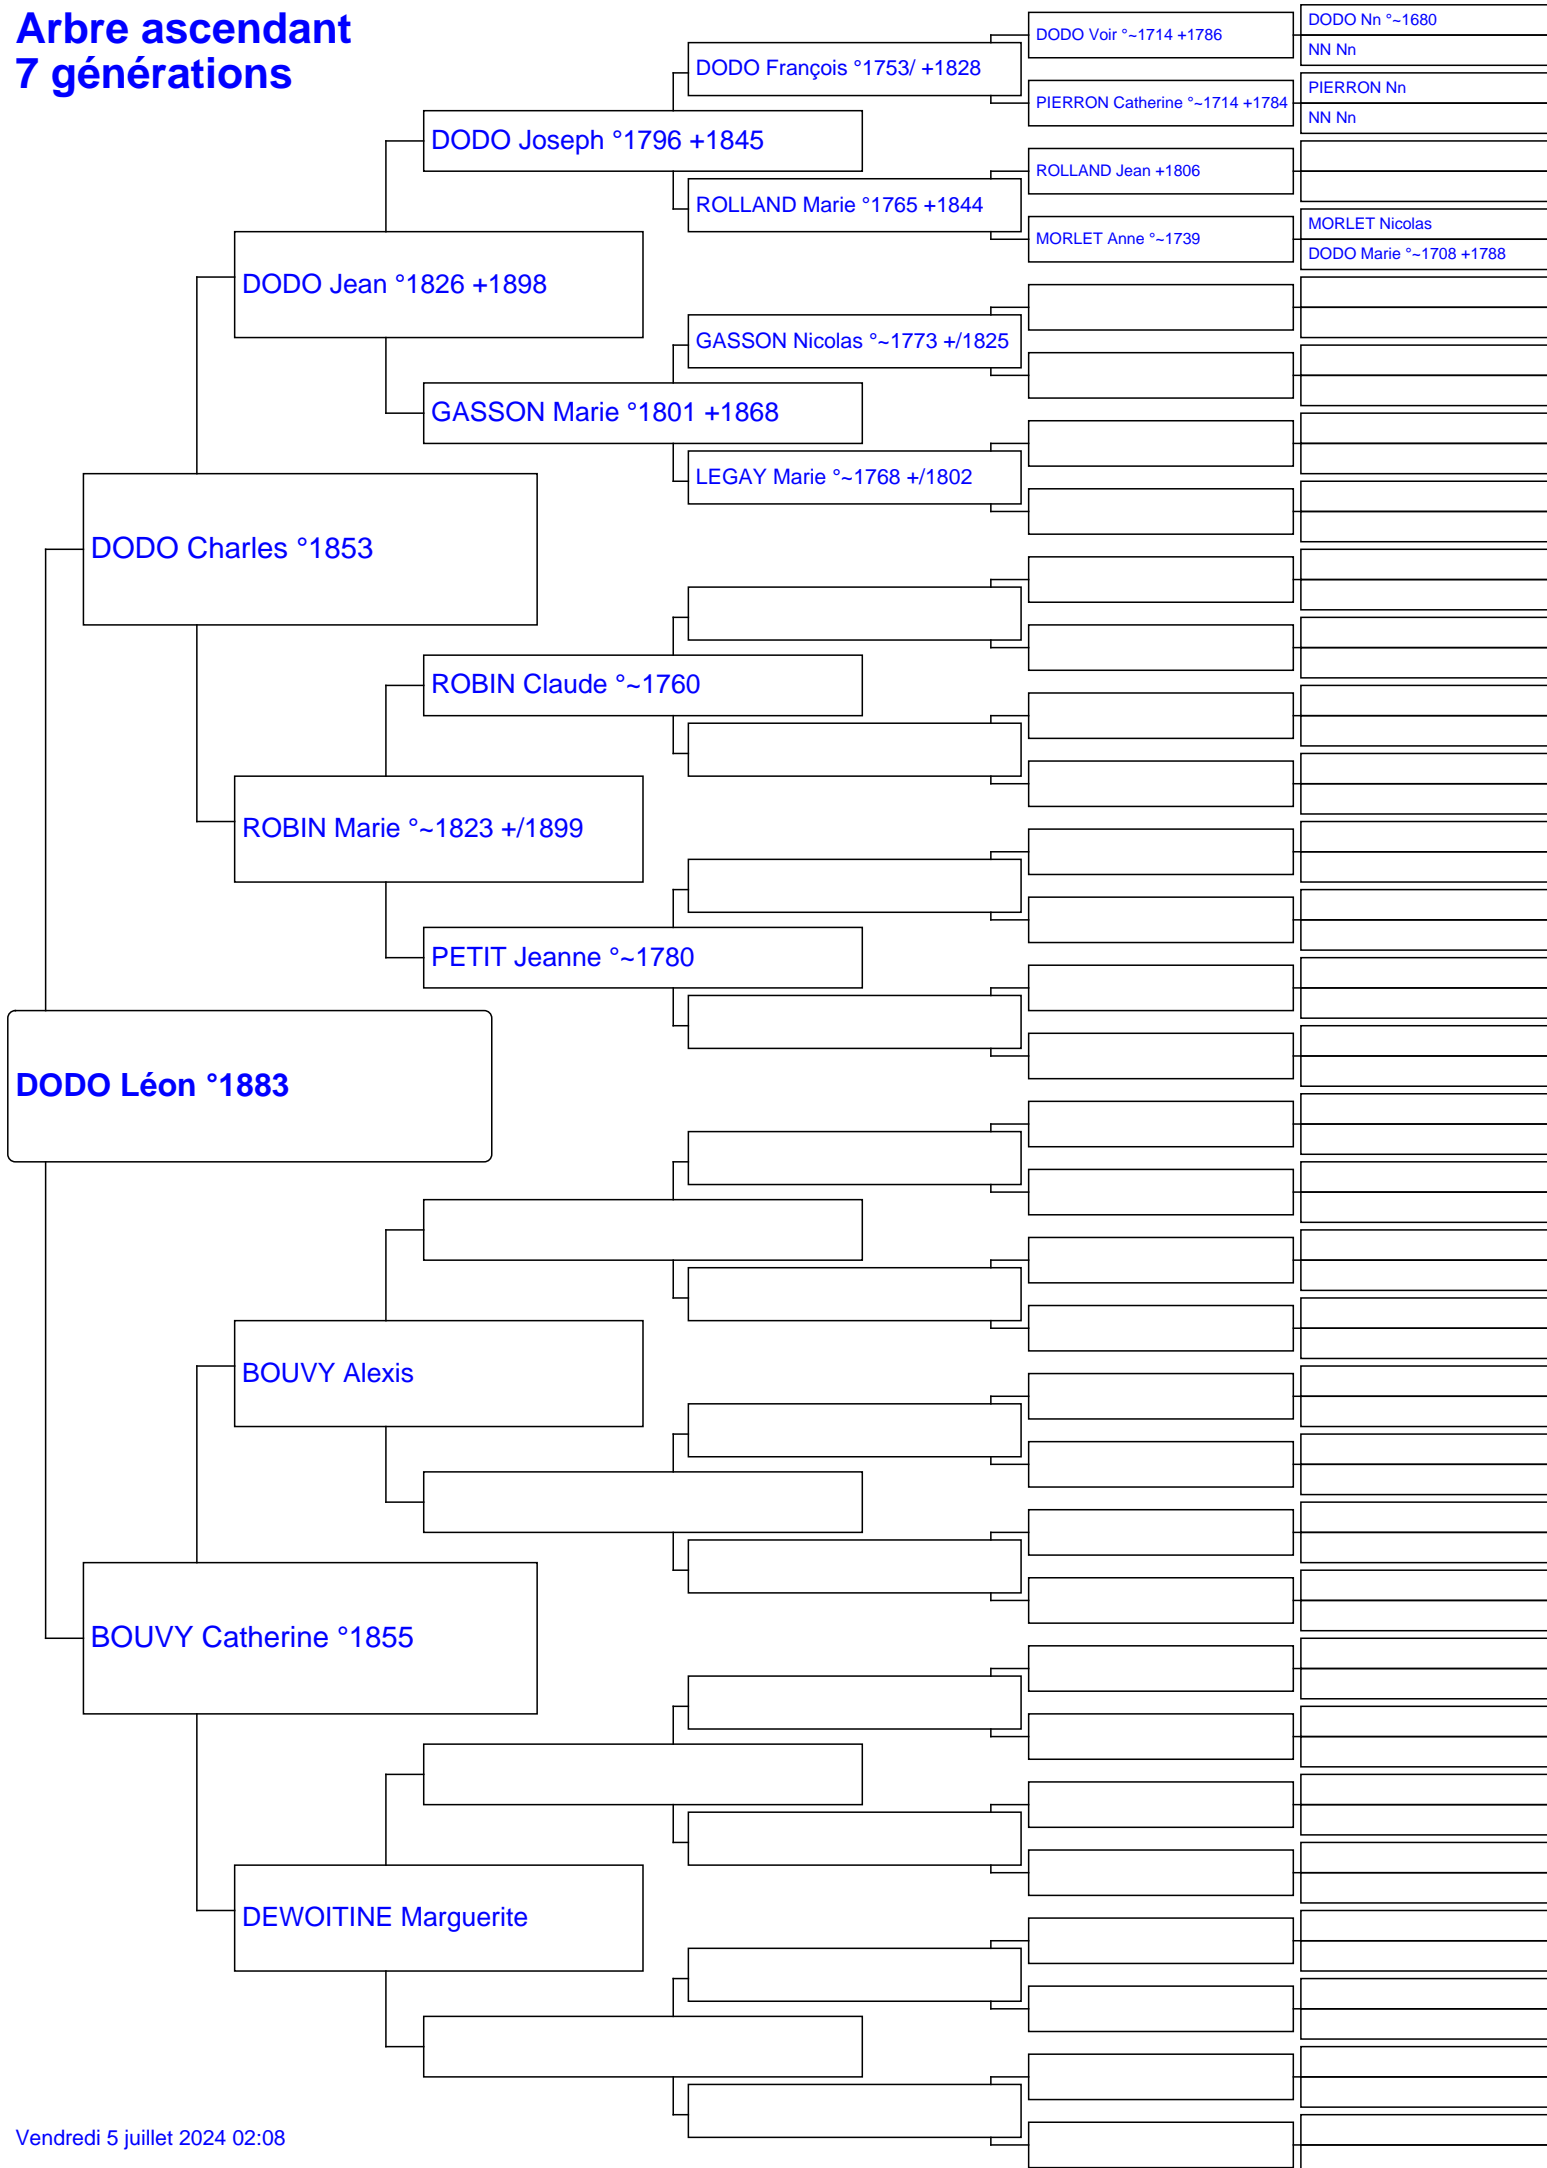 Arbre ascendant
7 générations
DODO Nn °~1680
DODO Voir °~1714 +1786
NN Nn
DODO François °1753/ +1828
PIERRON Nn
PIERRON Catherine °~1714 +1784
NN Nn
DODO Joseph °1796 +1845
ROLLAND Jean +1806
ROLLAND Marie °1765 +1844
MORLET Nicolas
MORLET Anne °~1739
DODO Marie °~1708 +1788
DODO Jean °1826 +1898
GASSON Nicolas °~1773 +/1825
GASSON Marie °1801 +1868
LEGAY Marie °~1768 +/1802
DODO Charles °1853
ROBIN Claude °~1760
ROBIN Marie °~1823 +/1899
PETIT Jeanne °~1780
DODO Léon °1883
BOUVY Alexis
BOUVY Catherine °1855
DEWOITINE Marguerite
Vendredi 5 juillet 2024 02:08